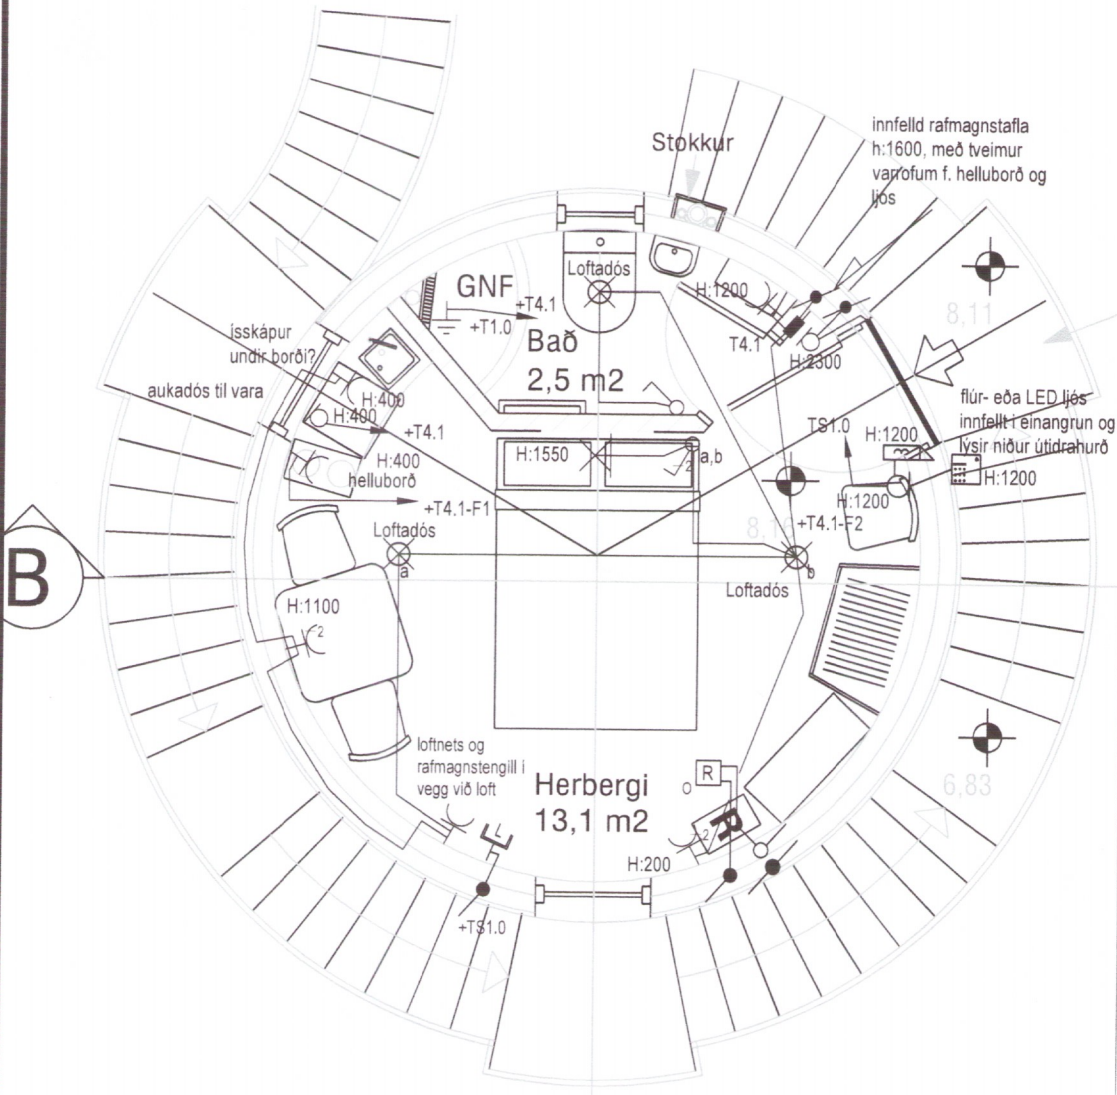 Stokkur
innfelld rafmagnstafla
h:1600, með tveimur
varrofum f. helluborð og
ljós
GNF
+T4.1
+T1.0
Loftadós
H:1200
T4.1
H:2300
8,11
Bað
2,5 m2
ísskápur
undir borði?
aukadós til vara
H:400
H:400
+T4.1
H:400
helluborð
+T4.1-F1
H:1550
2
a,b
TS1.0
H:1200
flúr- eða LED ljós
innfellt í einangrun og
lýsir niður útidrahurð
H:1200
H:1200
+T4.1-F2
Loftadós
a
b
Loftadós
B
H:1100
2
loftnets og
rafmagnstengill í
vegg við loft
Herbergi
13,1 m2
R
O
L
2
H:200
6,83
+TS1.0